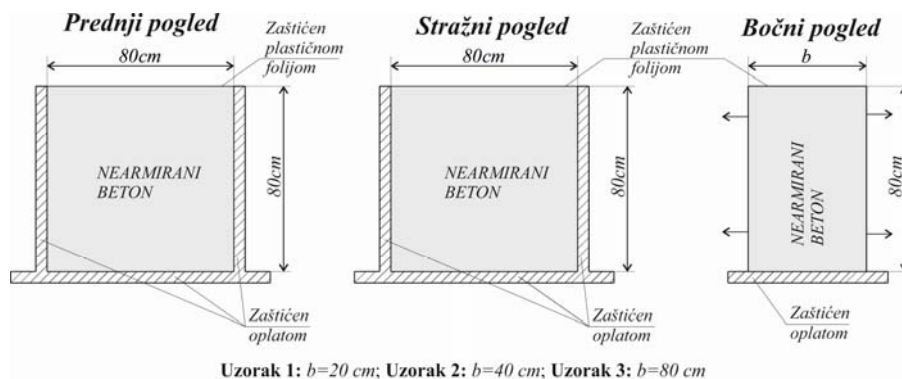 Prednji pogled
80cm
Zaštićen
plastičnom
folijom
80cm
NEARMIRANI
BETON
Zaštićen
oplatom
Stražni pogled
80cm
Zaštićen
plastičnom
folijom
80cm
NEARMIRANI
BETON
Zaštićen
oplatom
Bočni pogled
b
80cm
NEARMIRANI
BETON
Zaštićen
oplatom
Uzorak 1: b=20 cm; Uzorak 2: b=40 cm; Uzorak 3: b=80 cm